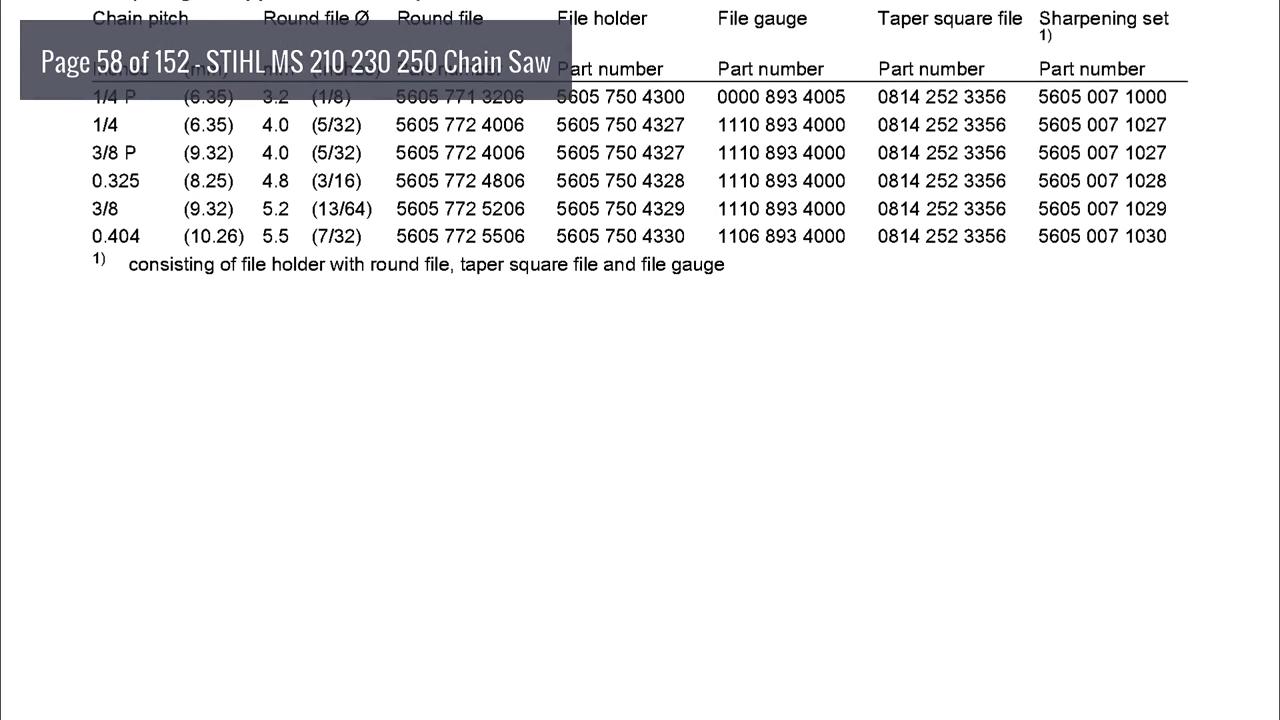 Chain pitch Round file Ø Round file File holder File gauge Taper square file Sharpening set
1)
Page 58 of 152 - STIHL MS 210 230 250 Chain Saw
Part number Part number Part number Part number
1/4 P (6.35) 3.2 (1/8) 5605 771 3206 5605 750 4300 0000 893 4005 0814 252 3356 5605 007 1000
1/4 (6.35) 4.0 (5/32) 5605 772 4006 5605 750 4327 1110 893 4000 0814 252 3356 5605 007 1027
3/8 P (9.32) 4.0 (5/32) 5605 772 4006 5605 750 4327 1110 893 4000 0814 252 3356 5605 007 1027
0.325 (8.25) 4.8 (3/16) 5605 772 4806 5605 750 4328 1110 893 4000 0814 252 3356 5605 007 1028
3/8 (9.32) 5.2 (13/64) 5605 772 5206 5605 750 4329 1110 893 4000 0814 252 3356 5605 007 1029
0.404 (10.26) 5.5 (7/32) 5605 772 5506 5605 750 4330 1106 893 4000 0814 252 3356 5605 007 1030
1) consisting of file holder with round file, taper square file and file gauge